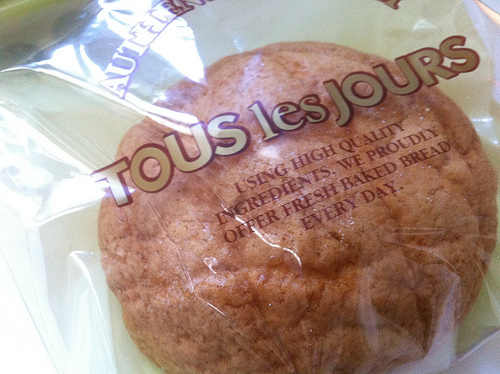 TOUS les JOURS
USING HIGH QUALITY
INGREDIENTS, WE PROUDLY
OFFER FRESH BAKED BREAD
EVERY DAY.